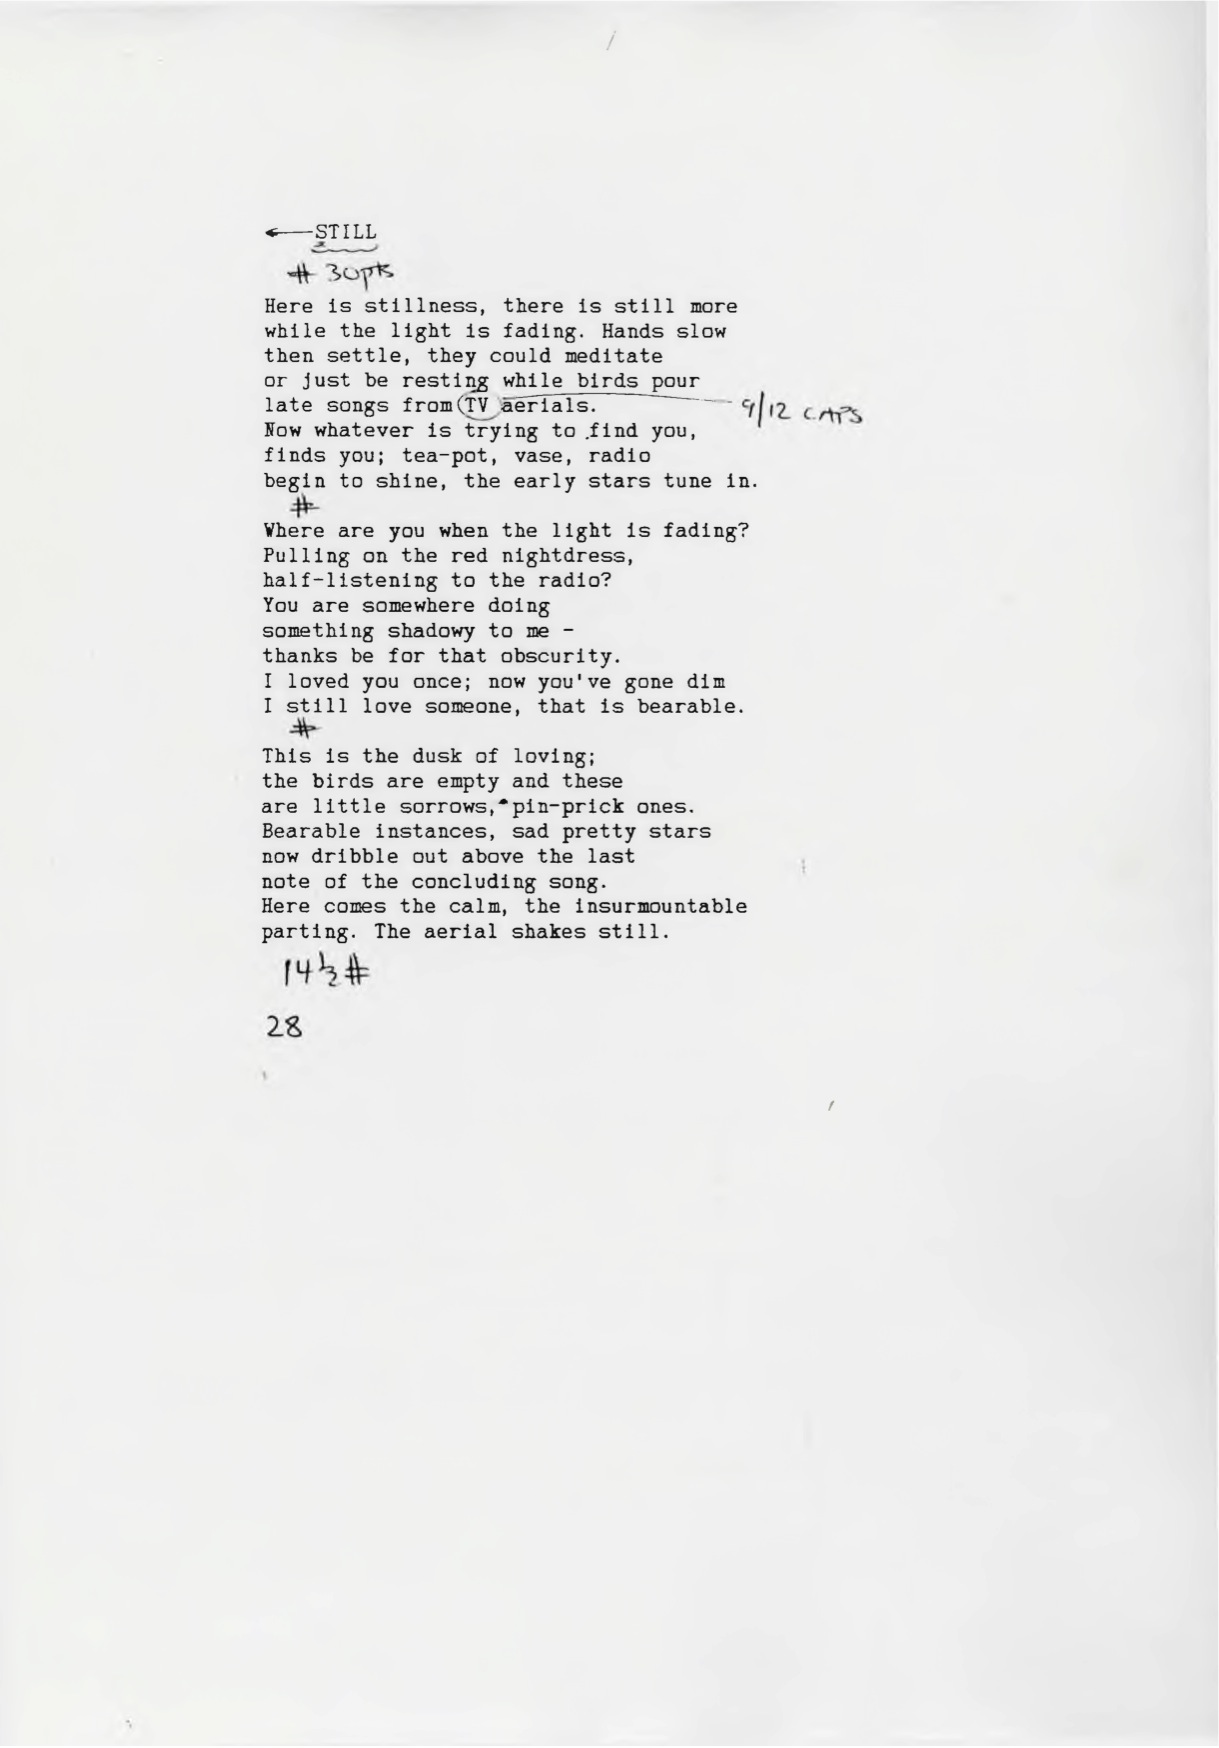 STILL
# 30pts
Here is stillness, there is still more
while the light is fading. Hands slow
then settle, they could meditate
or just be resting while birds pour
late songs from TV aerials.
9/12 CAPS
Now whatever is trying to find you,
finds you; tea-pot, vase, radio
begin to shine, the early stars tune in.
#
Where are you when the light is fading?
Pulling on the red nightdress,
half-listening to the radio?
You are somewhere doing
something shadowy to me -
thanks be for that obscurity.
I loved you once; now you've gone dim
I still love someone, that is bearable.
#
This is the dusk of loving;
the birds are empty and these
are little sorrows, pin-prick ones.
Bearable instances, sad pretty stars
now dribble out above the last
note of the concluding song.
Here comes the calm, the insurmountable
parting. The aerial shakes still.
14½ #
28